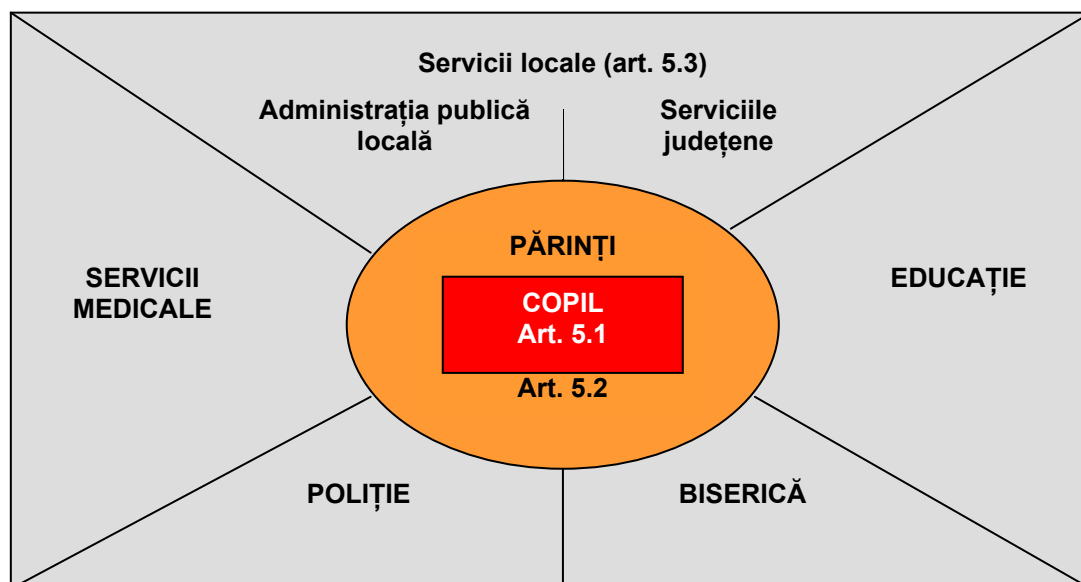 Servicii locale (art. 5.3)
Administrația publică
locală
Serviciile
județene
PĂRINȚI
COPIL
Art. 5.1
Art. 5.2
SERVICII
MEDICALE
EDUCAȚIE
POLIȚIE
BISERICĂ